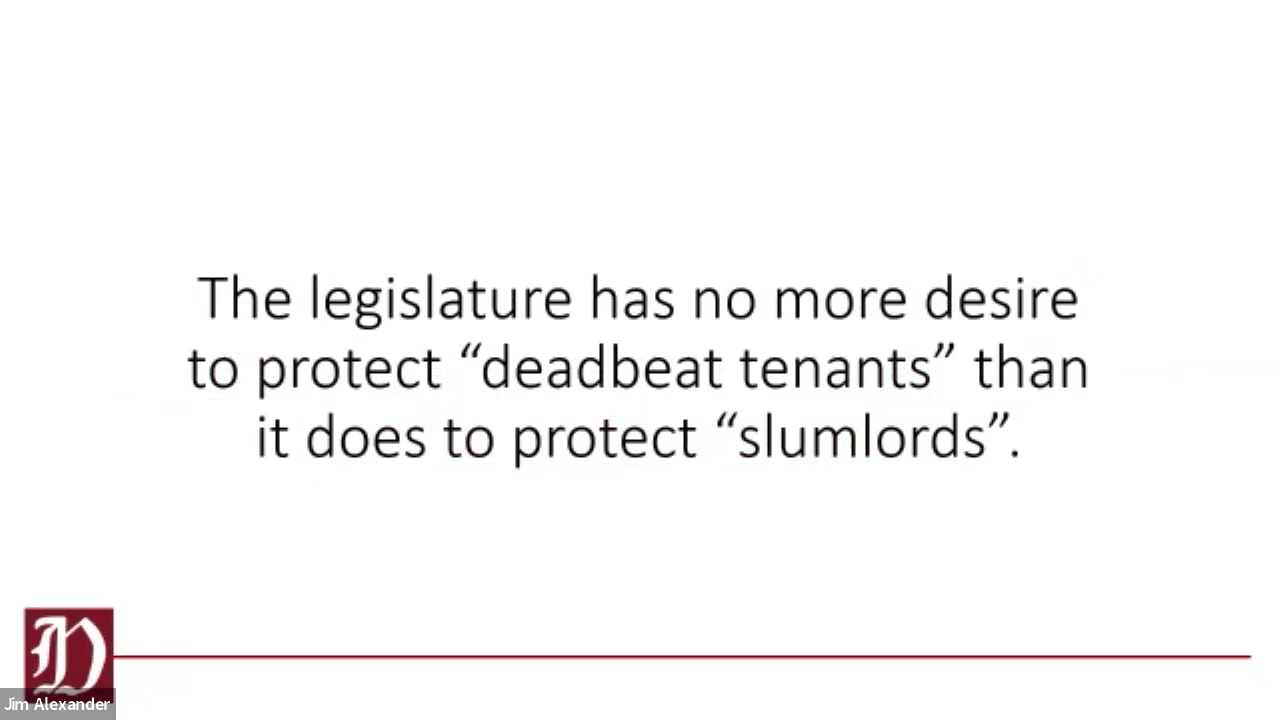 The legislature has no more desire
to protect “deadbeat tenants” than
it does to protect “slumlords”.
D
Jim Alexander